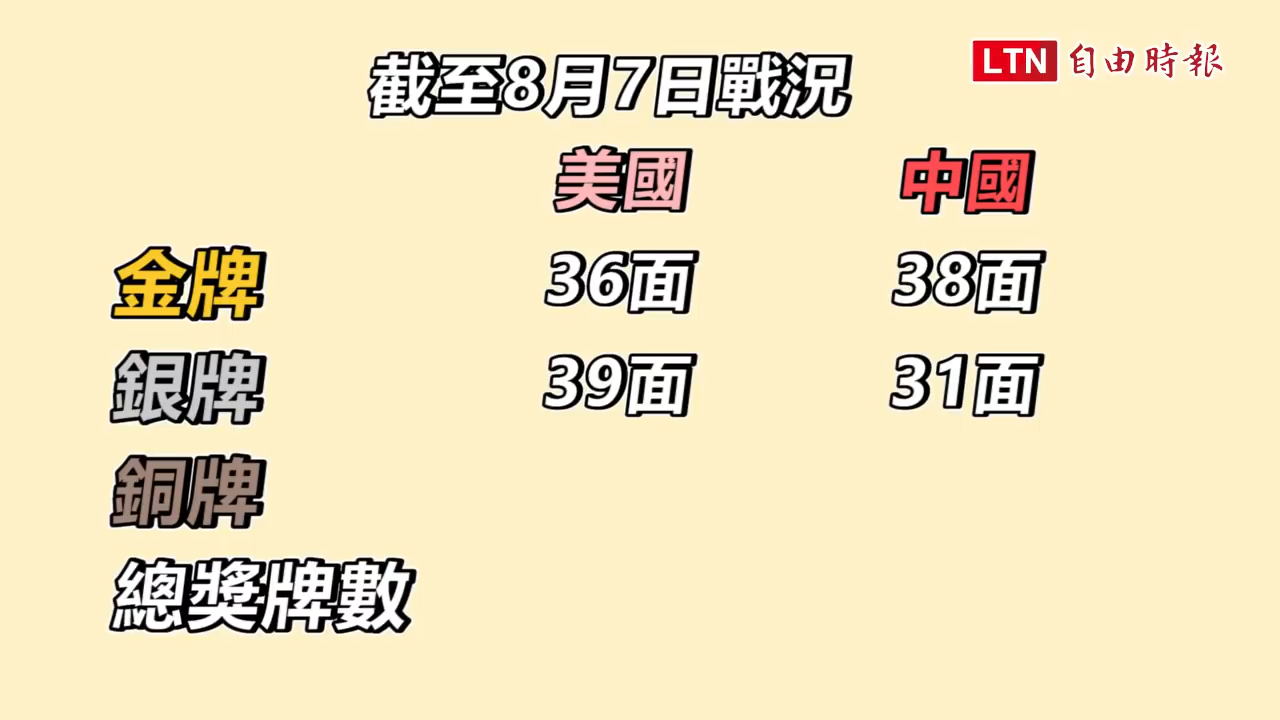 LTN 自由時報
截至8月7日戰況
美國 中國
金牌 36面 38面
銀牌 39面 31面
銅牌
總獎牌數